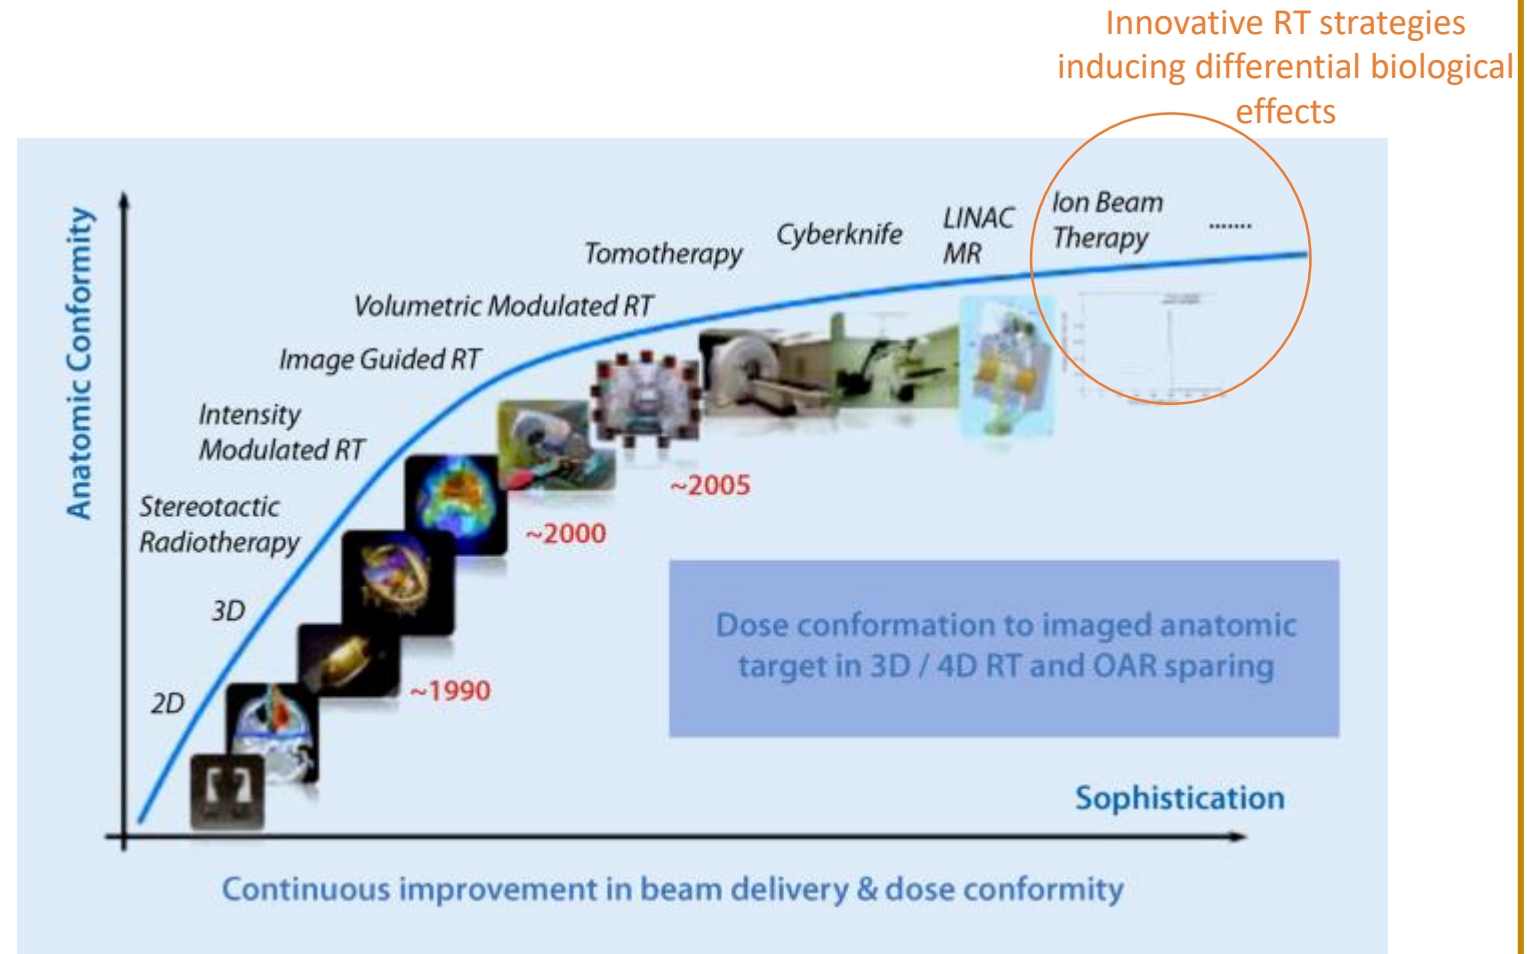 Innovative RT strategies
inducing differential biological
effects
Anatomic Conformity
Ion Beam
Therapy
.......
LINAC
MR
Cyberknife
Tomotherapy
Volumetric Modulated RT
Image Guided RT
Intensity
Modulated RT
Stereotactic
Radiotherapy
3D
2D
~2005
~2000
~1990
Dose conformation to imaged anatomic
target in 3D / 4D RT and OAR sparing
Sophistication
Continuous improvement in beam delivery & dose conformity